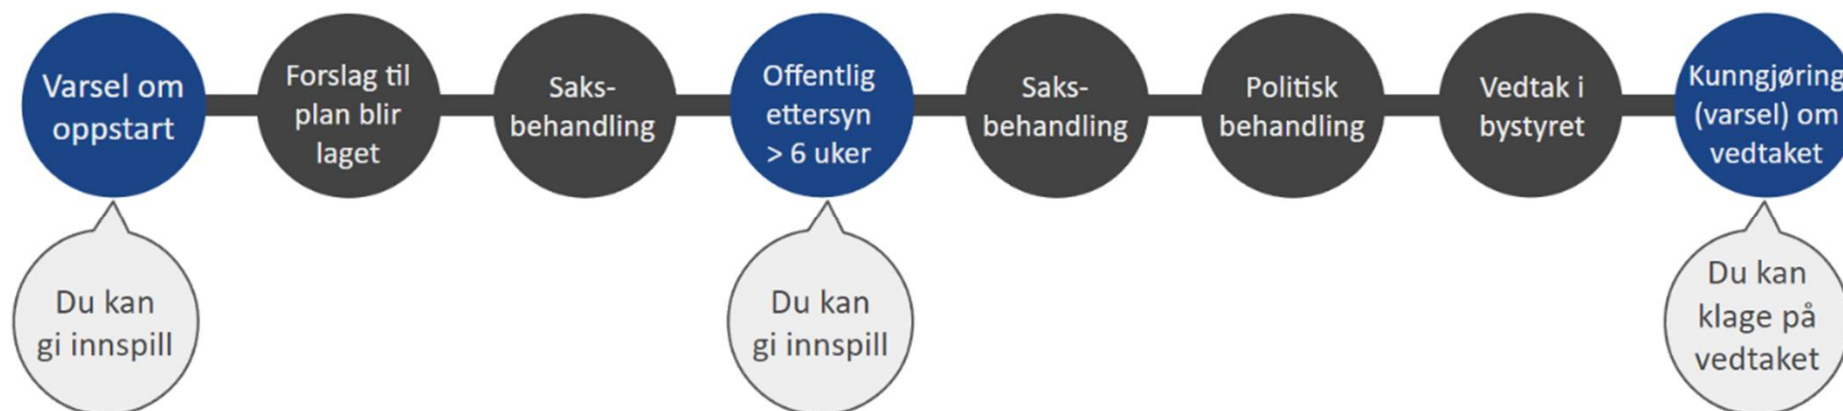 Varsel om
oppstart
Forslag til
plan blir
laget
Saks-
behandling
Offentlig
ettersyn
> 6 uker
Saks-
behandling
Politisk
behandling
Vedtak i
bystyret
Kunngjøring
(varsel) om
vedtaket
Du kan
gi innspill
Du kan
gi innspill
Du kan
klage på
vedtaket